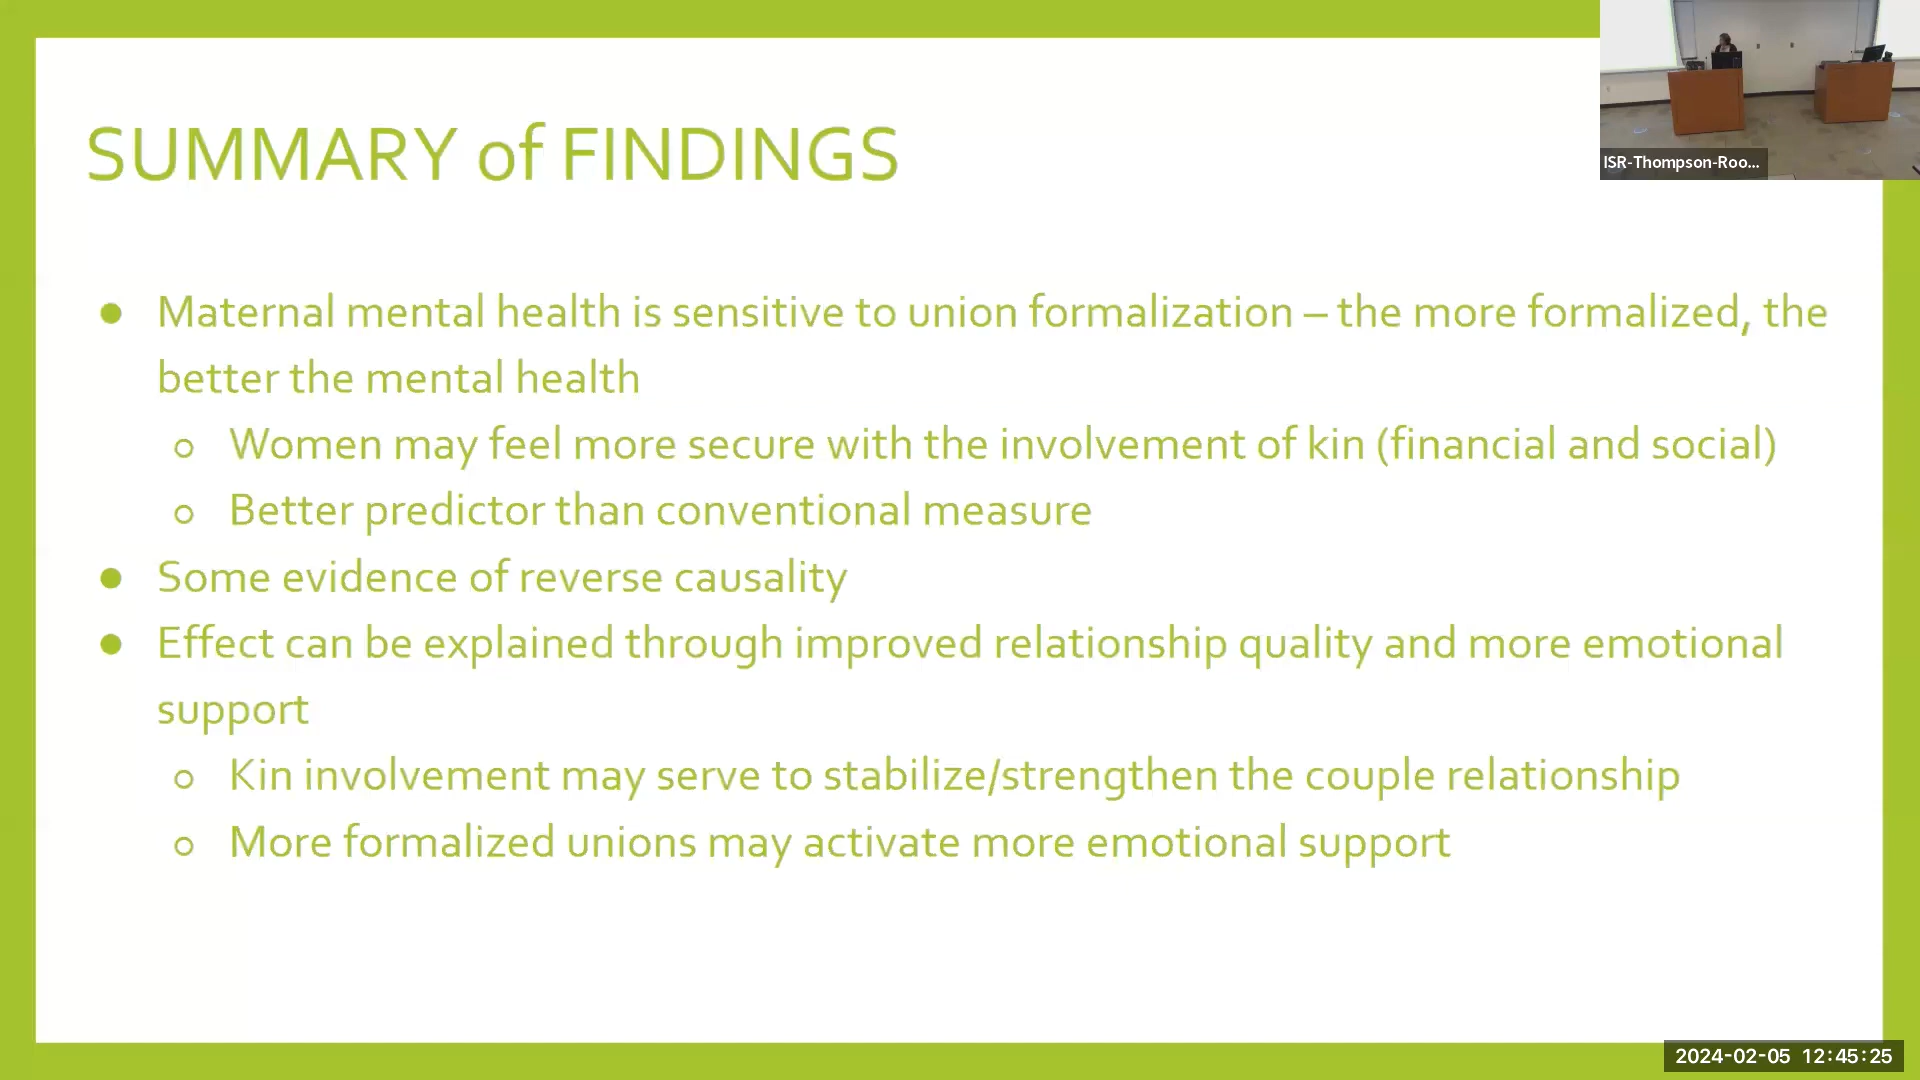 SUMMARY of FINDINGS
ISR-Thompson-Roo...
● Maternal mental health is sensitive to union formalization – the more formalized, the
better the mental health
○ Women may feel more secure with the involvement of kin (financial and social)
○ Better predictor than conventional measure
● Some evidence of reverse causality
● Effect can be explained through improved relationship quality and more emotional
support
○ Kin involvement may serve to stabilize/strengthen the couple relationship
○ More formalized unions may activate more emotional support
2024-02-05 12:45:25